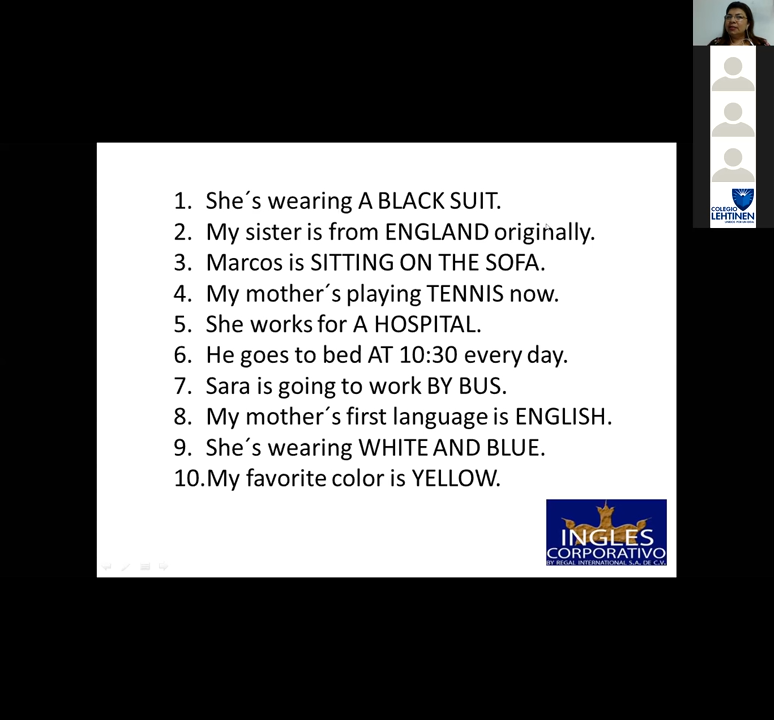 COLEGIO
LEHTINEN
1. She´s wearing A BLACK SUIT.
2. My sister is from ENGLAND originally.
3. Marcos is SITTING ON THE SOFA.
4. My mother´s playing TENNIS now.
5. She works for A HOSPITAL.
6. He goes to bed AT 10:30 every day.
7. Sara is going to work BY BUS.
8. My mother´s first language is ENGLISH.
9. She´s wearing WHITE AND BLUE.
10.My favorite color is YELLOW.
INGLES
CORPORATIVO
BY REGAL INTERNATIONAL S.A. DE C.V.